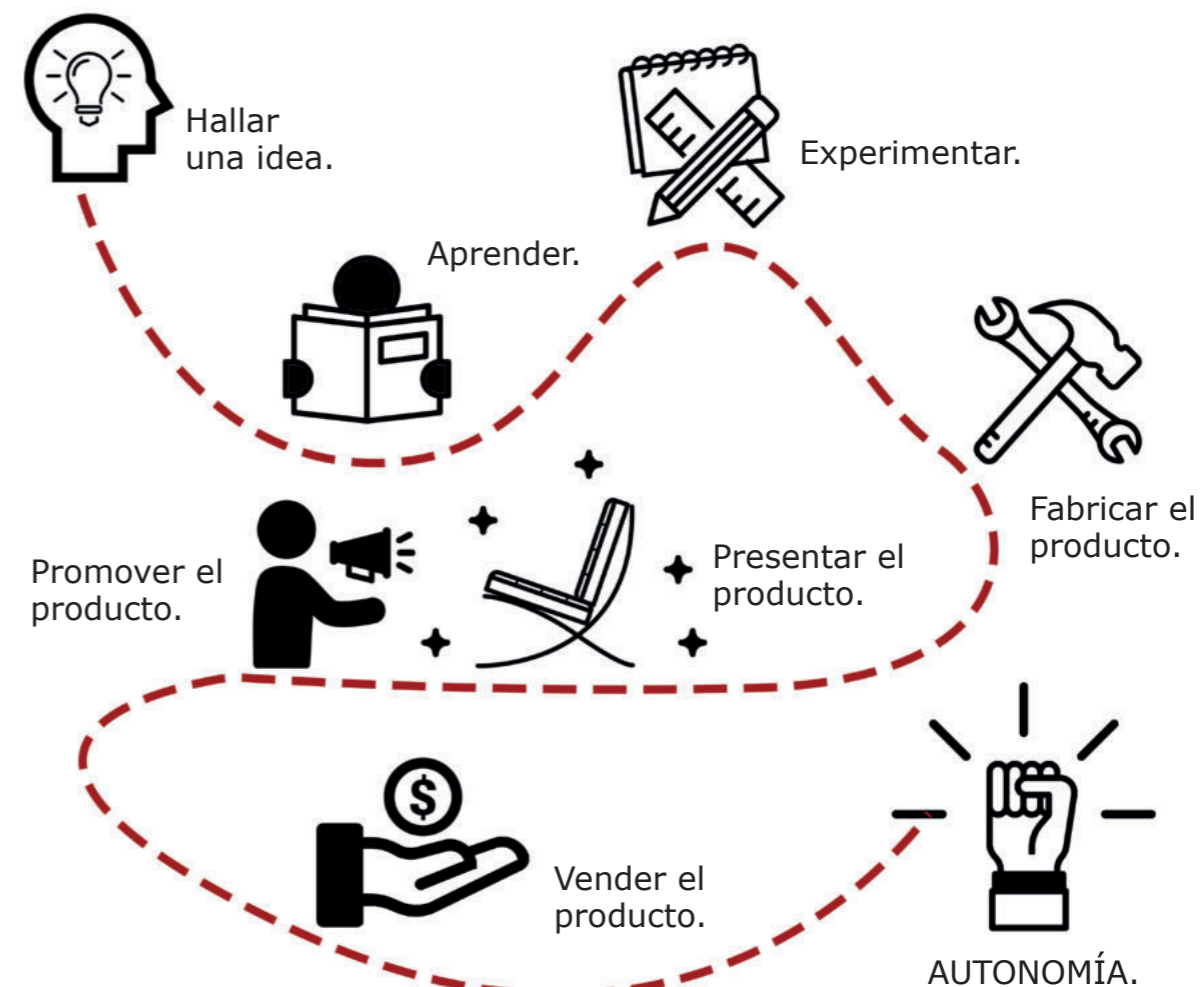 Hallar
una idea.
Aprender.
Experimentar.
Fabricar el
producto.
Presentar el
producto.
Promover el
producto.
$
Vender el
producto.
AUTONOMÍA.